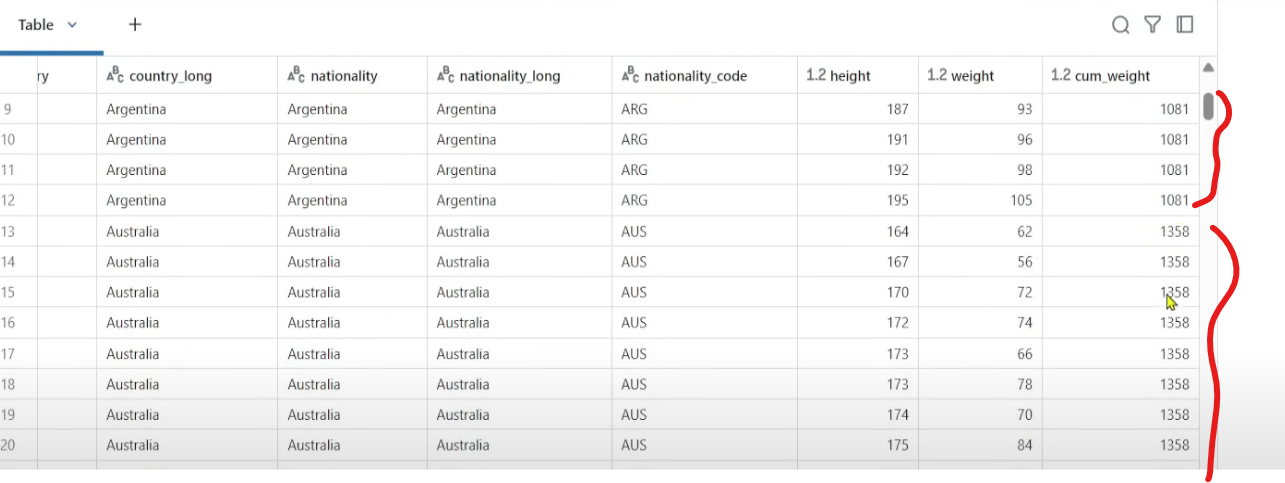 Table +
ry country_long nationality nationality_long nationality_code 1.2 height 1.2 weight 1.2 cum_weight
9 Argentina Argentina Argentina ARG 187 93 1081
10 Argentina Argentina Argentina ARG 191 96 1081
11 Argentina Argentina Argentina ARG 192 98 1081
12 Argentina Argentina Argentina ARG 195 105 1081
13 Australia Australia Australia AUS 164 62 1358
14 Australia Australia Australia AUS 167 56 1358
15 Australia Australia Australia AUS 170 72 1358
16 Australia Australia Australia AUS 172 74 1358
17 Australia Australia Australia AUS 173 66 1358
18 Australia Australia Australia AUS 173 78 1358
19 Australia Australia Australia AUS 174 70 1358
20 Australia Australia Australia AUS 175 84 1358